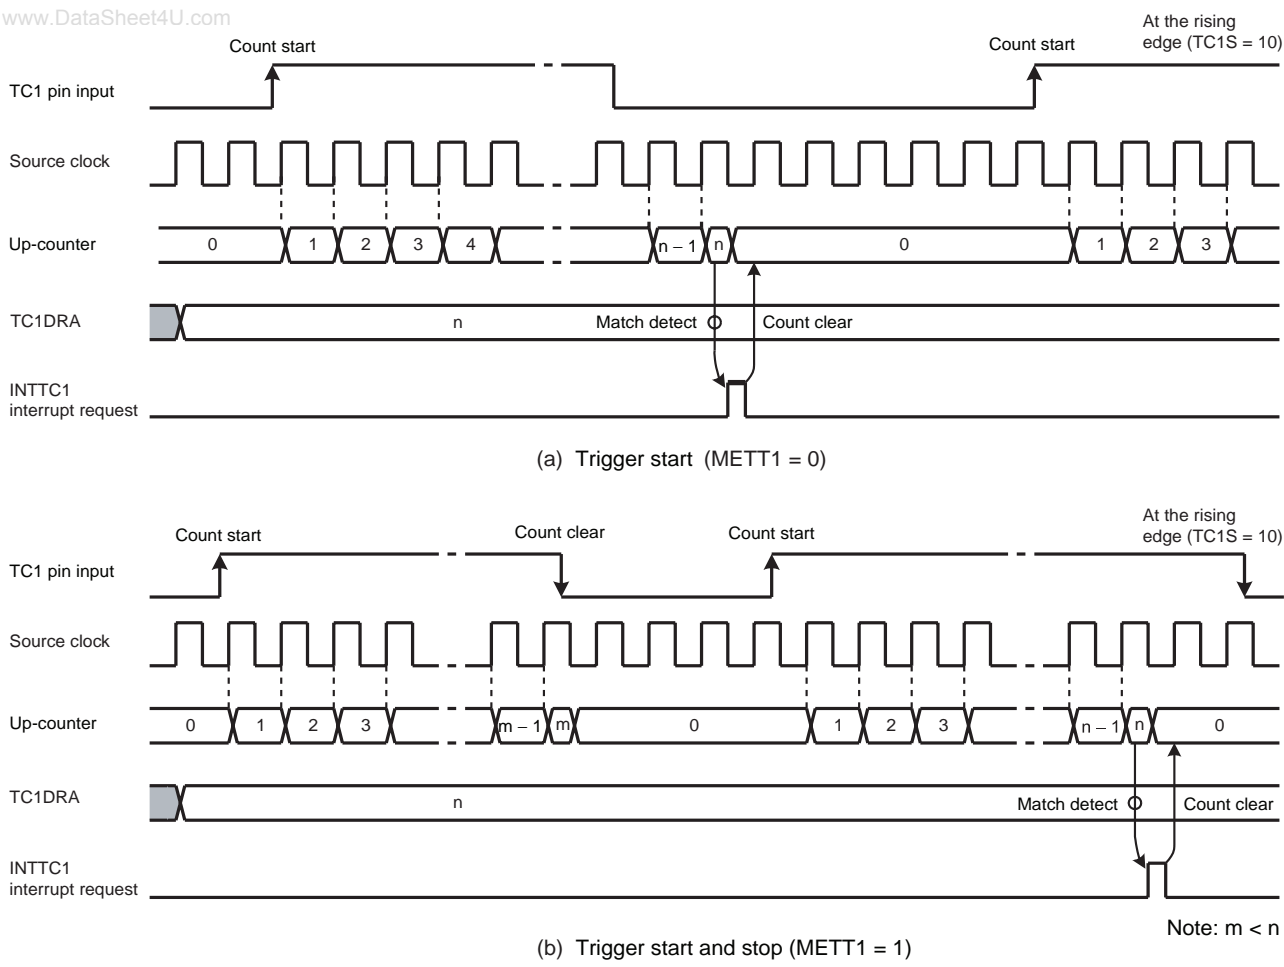 www.DataSheet4U.com
At the rising
edge (TC1S = 10)
Count start
Count start
TC1 pin input
Source clock
Up-counter
0
1
2
3
4
n – 1
n
0
1
2
3
TC1DRA
n
Match detect
Count clear
INTTC1
interrupt request
(a) Trigger start (METT1 = 0)
At the rising
edge (TC1S = 10)
Count start
Count clear
Count start
TC1 pin input
Source clock
Up-counter
0
1
2
3
m – 1
m
0
1
2
3
n – 1
n
0
TC1DRA
n
Match detect
Count clear
INTTC1
interrupt request
Note: m < n
(b) Trigger start and stop (METT1 = 1)